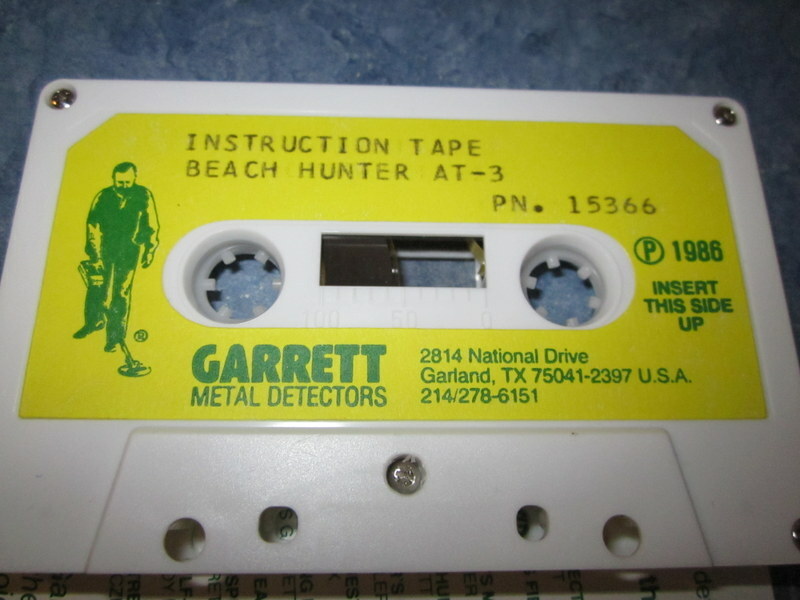 INSTRUCTION TAPE
BEACH HUNTER AT-3
PN. 15366
Ⓟ 1986
INSERT
THIS SIDE
UP
®
GARRETT
METAL DETECTORS
2814 National Drive
Garland, TX 75041-2397 U.S.A.
214/278-6151
100 50 0